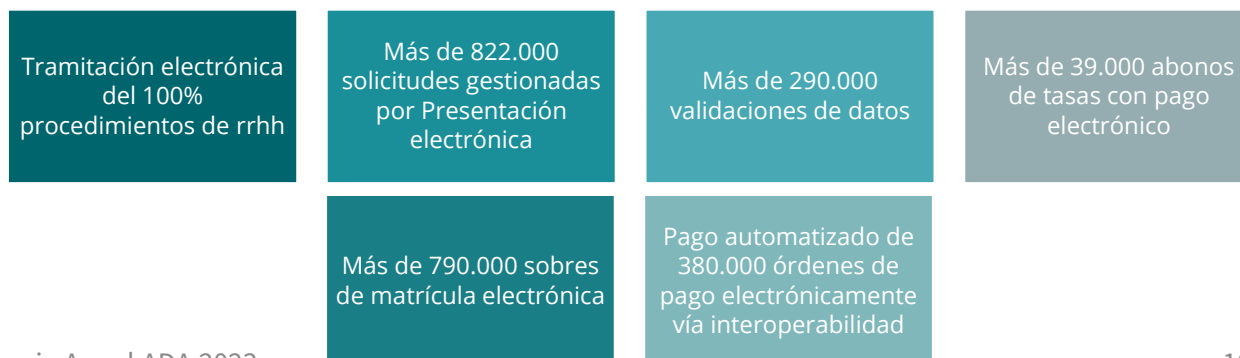 Tramitación electrónica
del 100%
procedimientos de rrhh
Más de 822.000
solicitudes gestionadas
por Presentación
electrónica
Más de 290.000
validaciones de datos
Más de 39.000 abonos
de tasas con pago
electrónico
Más de 790.000 sobres
de matrícula electrónica
Pago automatizado de
380.000 órdenes de
pago electrónicamente
vía interoperabilidad